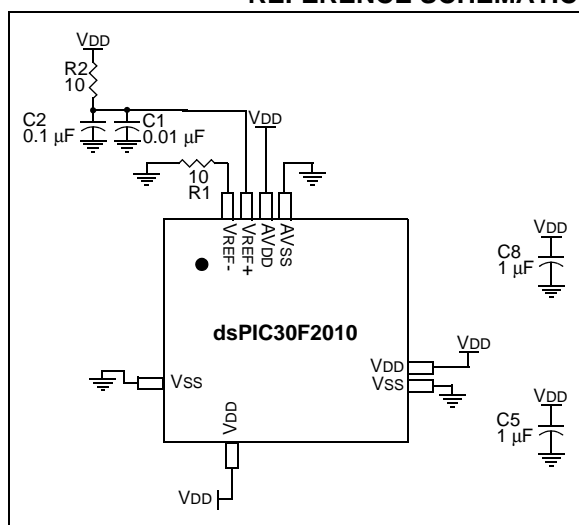 REFERENCE SCHEMATIC
VDD
R2
10
C2
0.1 µF
C1
0.01 µF
VDD
10
R1
VREF-
VREF+
AVDD
AVSS
VDD
C8
1 µF
dsPIC30F2010
VDD
VDD
VSS
VSS
VDD
C5
1 µF
VDD
VDD